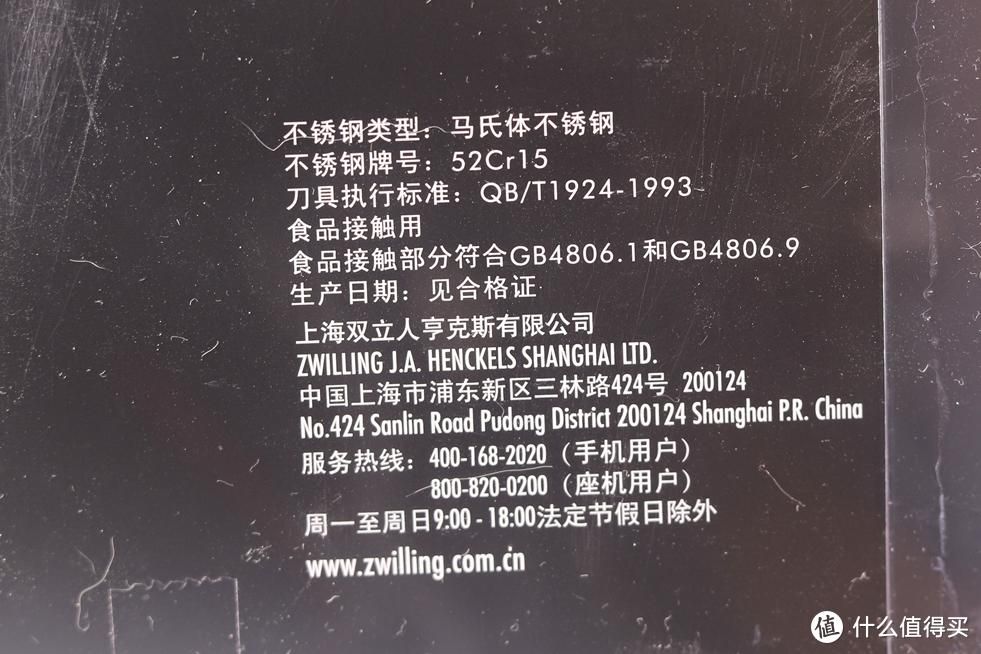 不锈钢类型：马氏体不锈钢
不锈钢牌号：52Cr15
刀具执行标准：QB/T1924-1993
食品接触用
食品接触部分符合GB4806.1和GB4806.9
生产日期：见合格证
上海双立人亨克斯有限公司
ZWILLING J.A. HENCKELS SHANGHAI LTD.
中国上海市浦东新区三林路424号 200124
No.424 Sanlin Road Pudong District 200124 Shanghai P.R. China
服务热线：400-168-2020（手机用户）
800-820-0200（座机用户）
周一至周日9:00 - 18:00法定节假日除外
www.zwilling.com.cn
值 什么值得买